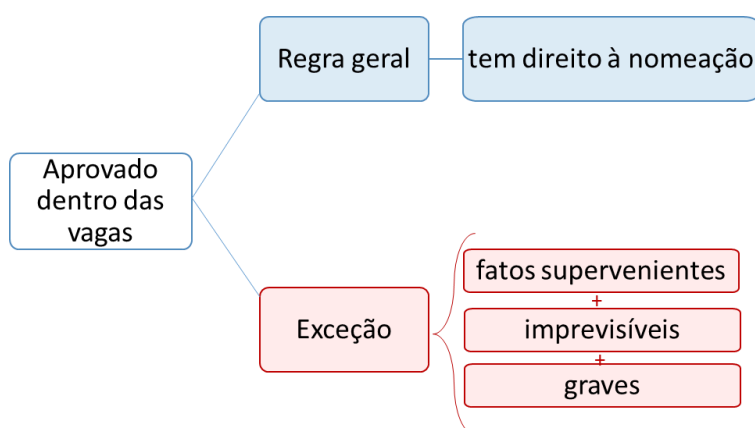 Aprovado
dentro das
vagas
Regra geral
tem direito à nomeação
Exceção
fatos supervenientes
+
imprevisíveis
+
graves